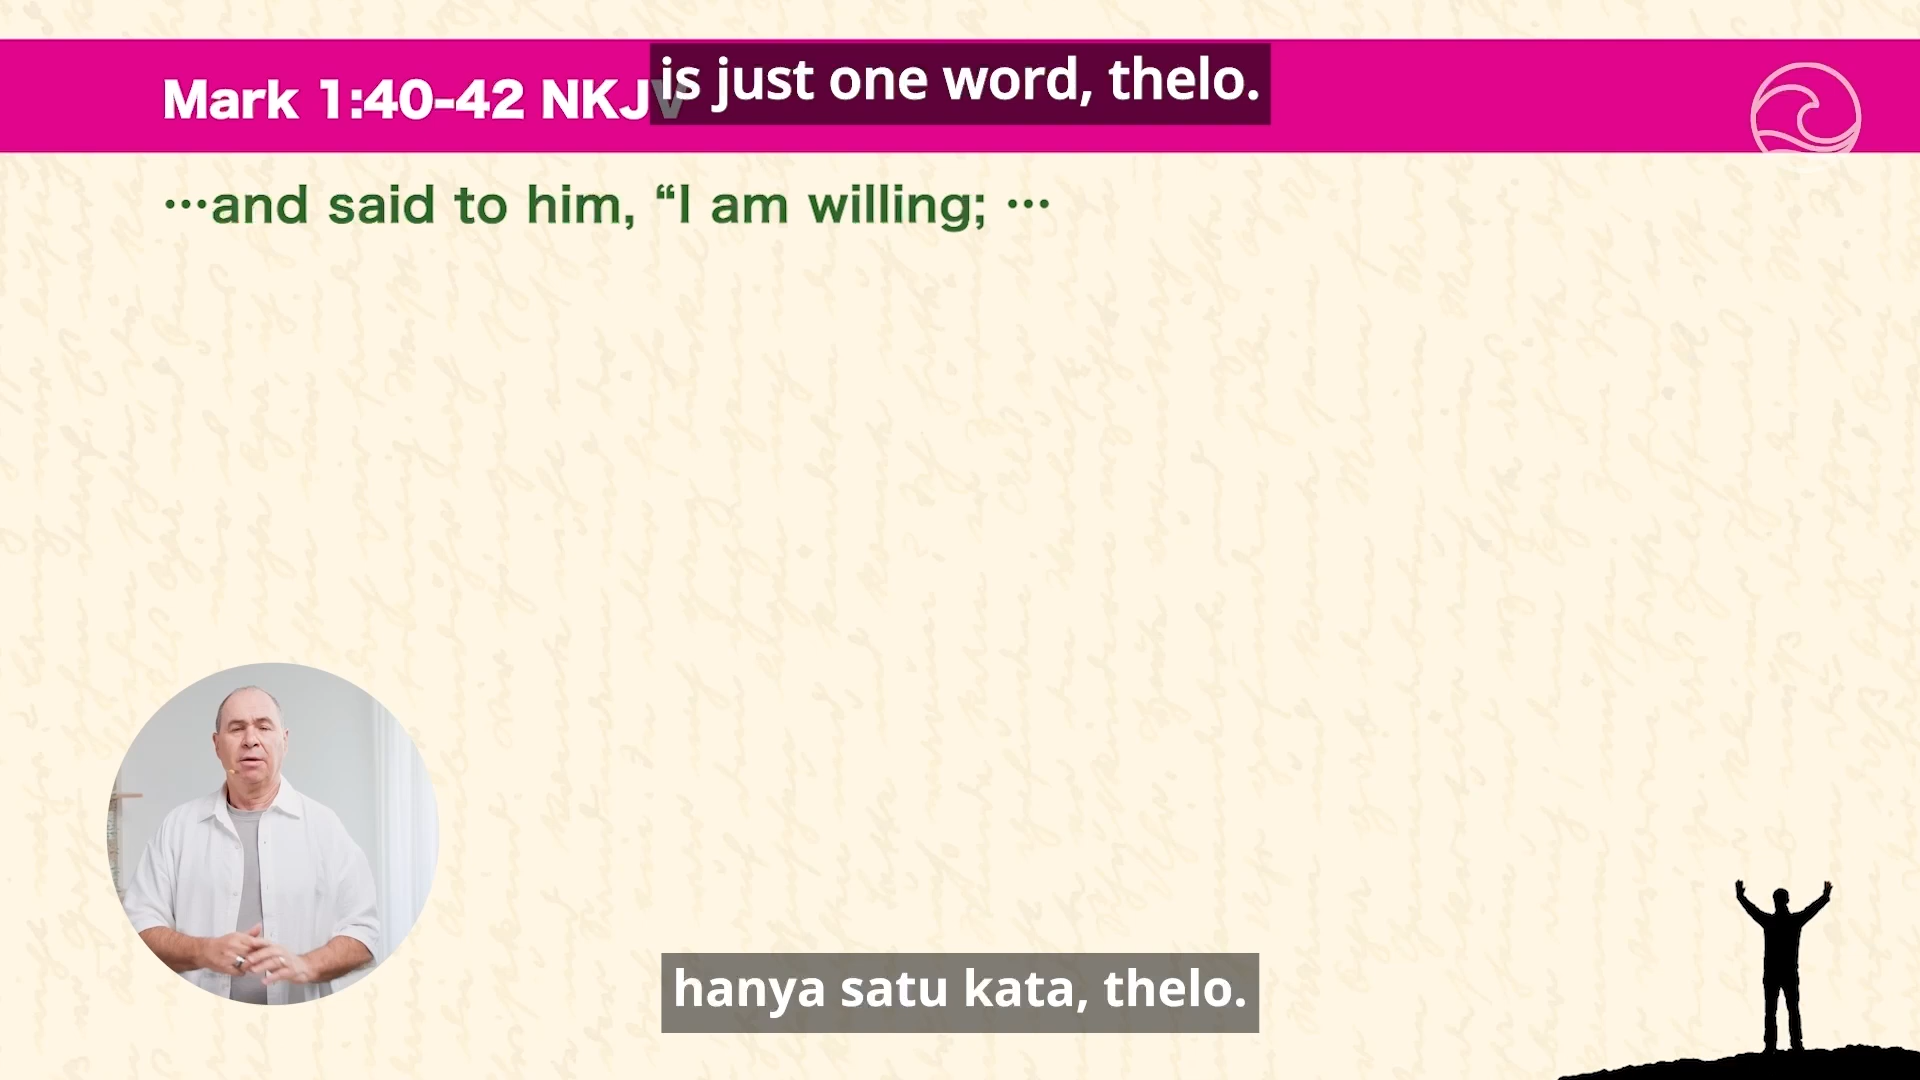 Mark 1:40-42 NKJV
is just one word, thelo.
…and said to him, “I am willing; …
hanya satu kata, thelo.